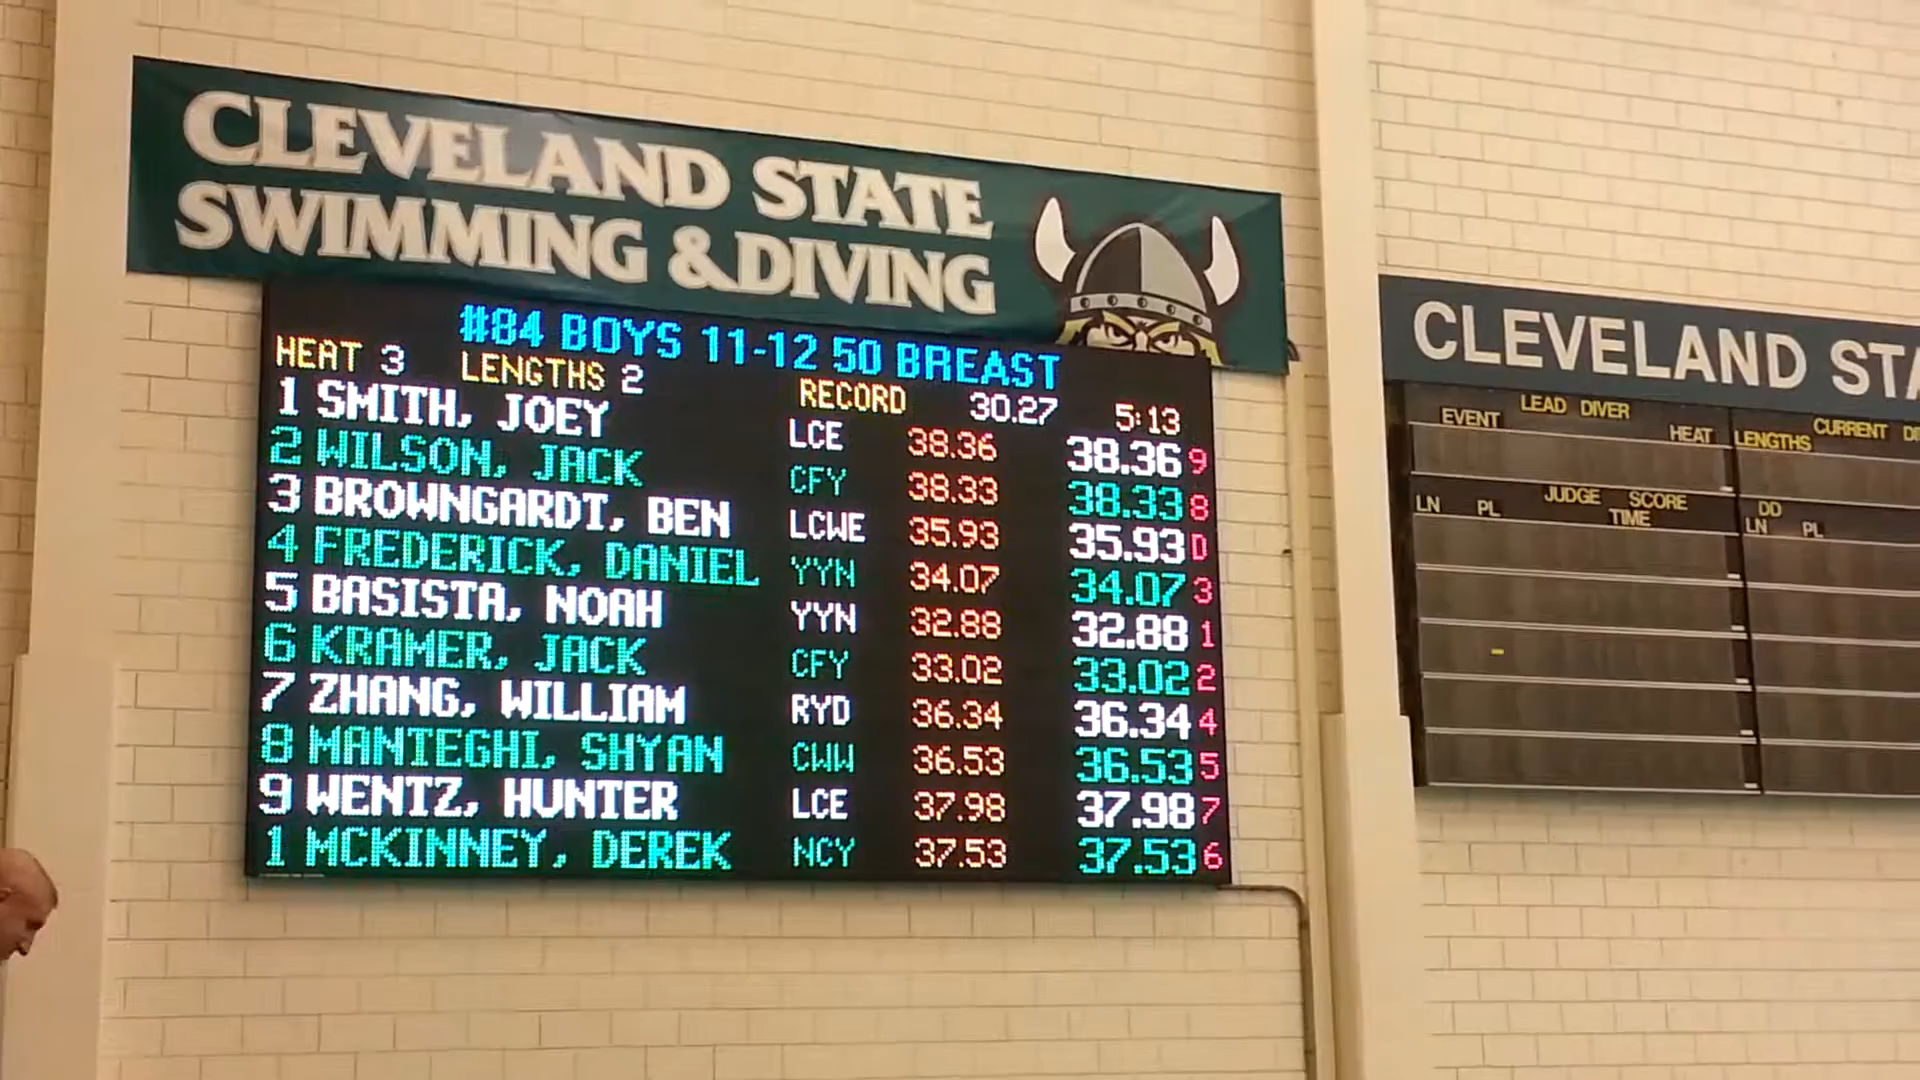 CLEVELAND STATE
SWIMMING & DIVING
#84 BOYS 11-12 50 BREAST
HEAT 3 LENGTHS 2 RECORD 30.27 5:13
1 SMITH, JOEY LCE 38.36 38.36 9
2 WILSON, JACK CFY 38.33 38.33 8
3 BROWNGARDT, BEN LCWE 35.93 35.93 D
4 FREDERICK, DANIEL YYN 34.07 34.07 3
5 BASISTA, NOAH YYN 32.88 32.88 1
6 KRAMER, JACK CFY 33.02 33.02 2
7 ZHANG, WILLIAM RYD 36.34 36.34 4
8 MANTEGHI, SHYAN CWW 36.53 36.53 5
9 WENTZ, HUNTER LCE 37.98 37.98 7
1 MCKINNEY, DEREK NCY 37.53 37.53 6
CLEVELAND STA
LEAD DIVER CURRENT DI
EVENT HEAT LENGTHS
JUDGE SCORE DD
LN PL TIME LN PL